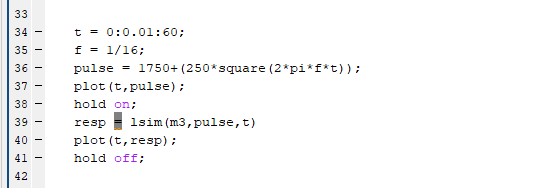 33
34 – t = 0:0.01:60;
35 – f = 1/16;
36 – pulse = 1750+(250*square(2*pi*f*t));
37 – plot(t,pulse);
38 – hold on;
39 – resp = lsim(m3,pulse,t)
40 – plot(t,resp);
41 – hold off;
42